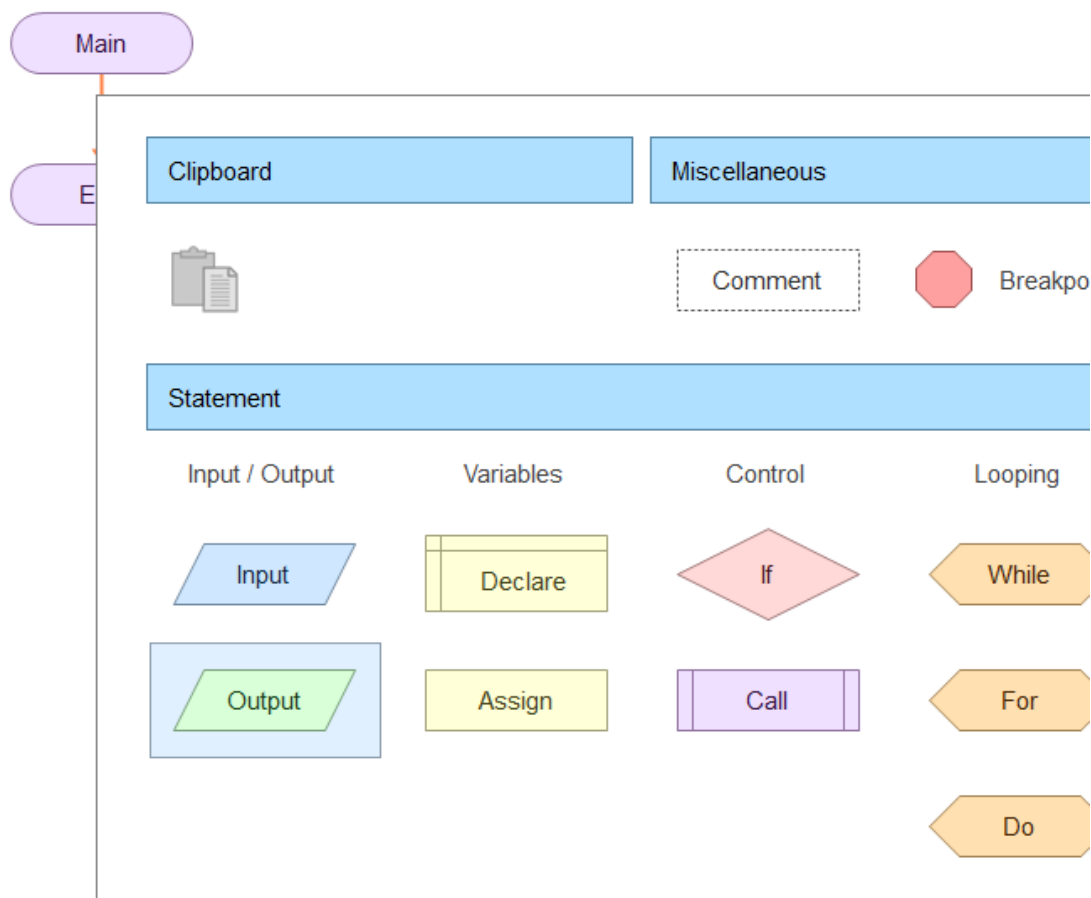 Main
E
Clipboard
Miscellaneous
Comment
Breakpo
Statement
Input / Output
Variables
Control
Looping
Input
Declare
If
While
Output
Assign
Call
For
Do